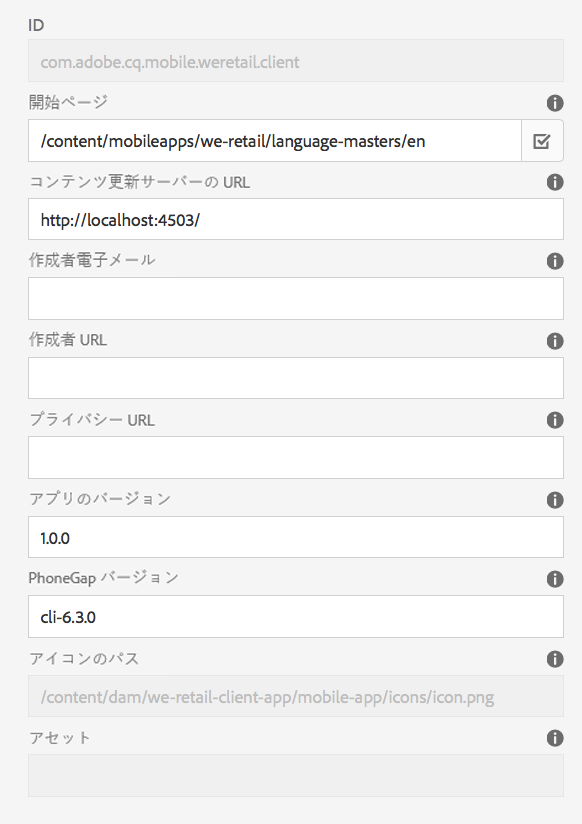 ID
com.adobe.cq.mobile.weretail.client
開始ページ
/content/mobileapps/we-retail/language-masters/en
コンテンツ更新サーバーの URL
http://localhost:4503/
作成者電子メール
作成者 URL
プライバシー URL
アプリのバージョン
1.0.0
PhoneGap バージョン
cli-6.3.0
アイコンのパス
/content/dam/we-retail-client-app/mobile-app/icons/icon.png
アセット